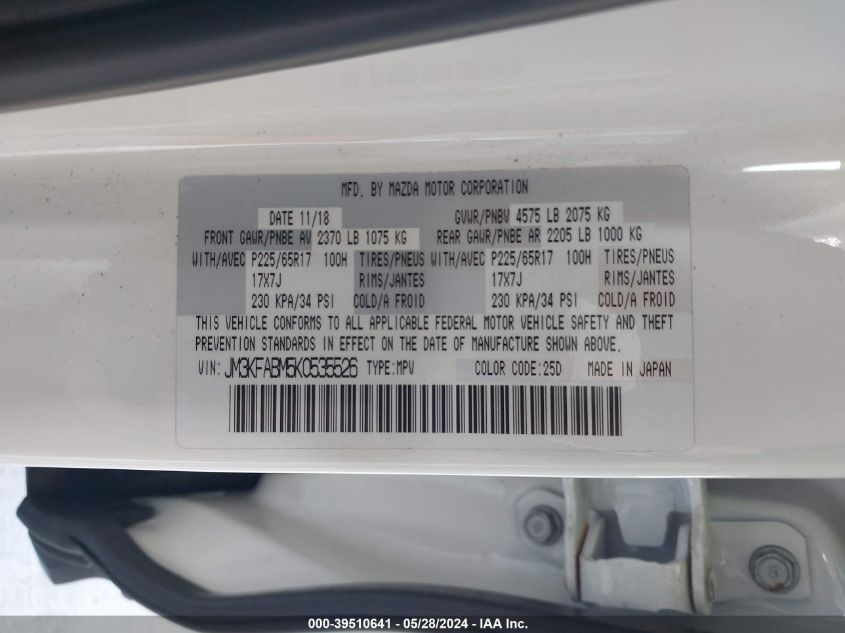 MFD. BY MAZDA MOTOR CORPORATION
DATE 11/18 GVWR/PNBV 4575 LB 2075 KG
FRONT GAWR/PNBE AV 2370 LB 1075 KG REAR GAWR/PNBE AR 2205 LB 1000 KG
WITH/AVEC P225/65R17 100H TIRES/PNEUS WITH/AVEC P225/65R17 100H TIRES/PNEUS
17X7J RIMS/JANTES 17X7J RIMS/JANTES
230 KPA/34 PSI COLD/A FROID 230 KPA/34 PSI COLD/A FROID
THIS VEHICLE CONFORMS TO ALL APPLICABLE FEDERAL MOTOR VEHICLE SAFETY AND THEFT
PREVENTION STANDARDS IN EFFECT ON THE DATE OF MANUFACTURE SHOWN ABOVE.
VIN: JM3KFABM5K0535526 TYPE:MPV COLOR CODE:25D MADE IN JAPAN
000-39510641 - 05/28/2024 - IAA Inc.